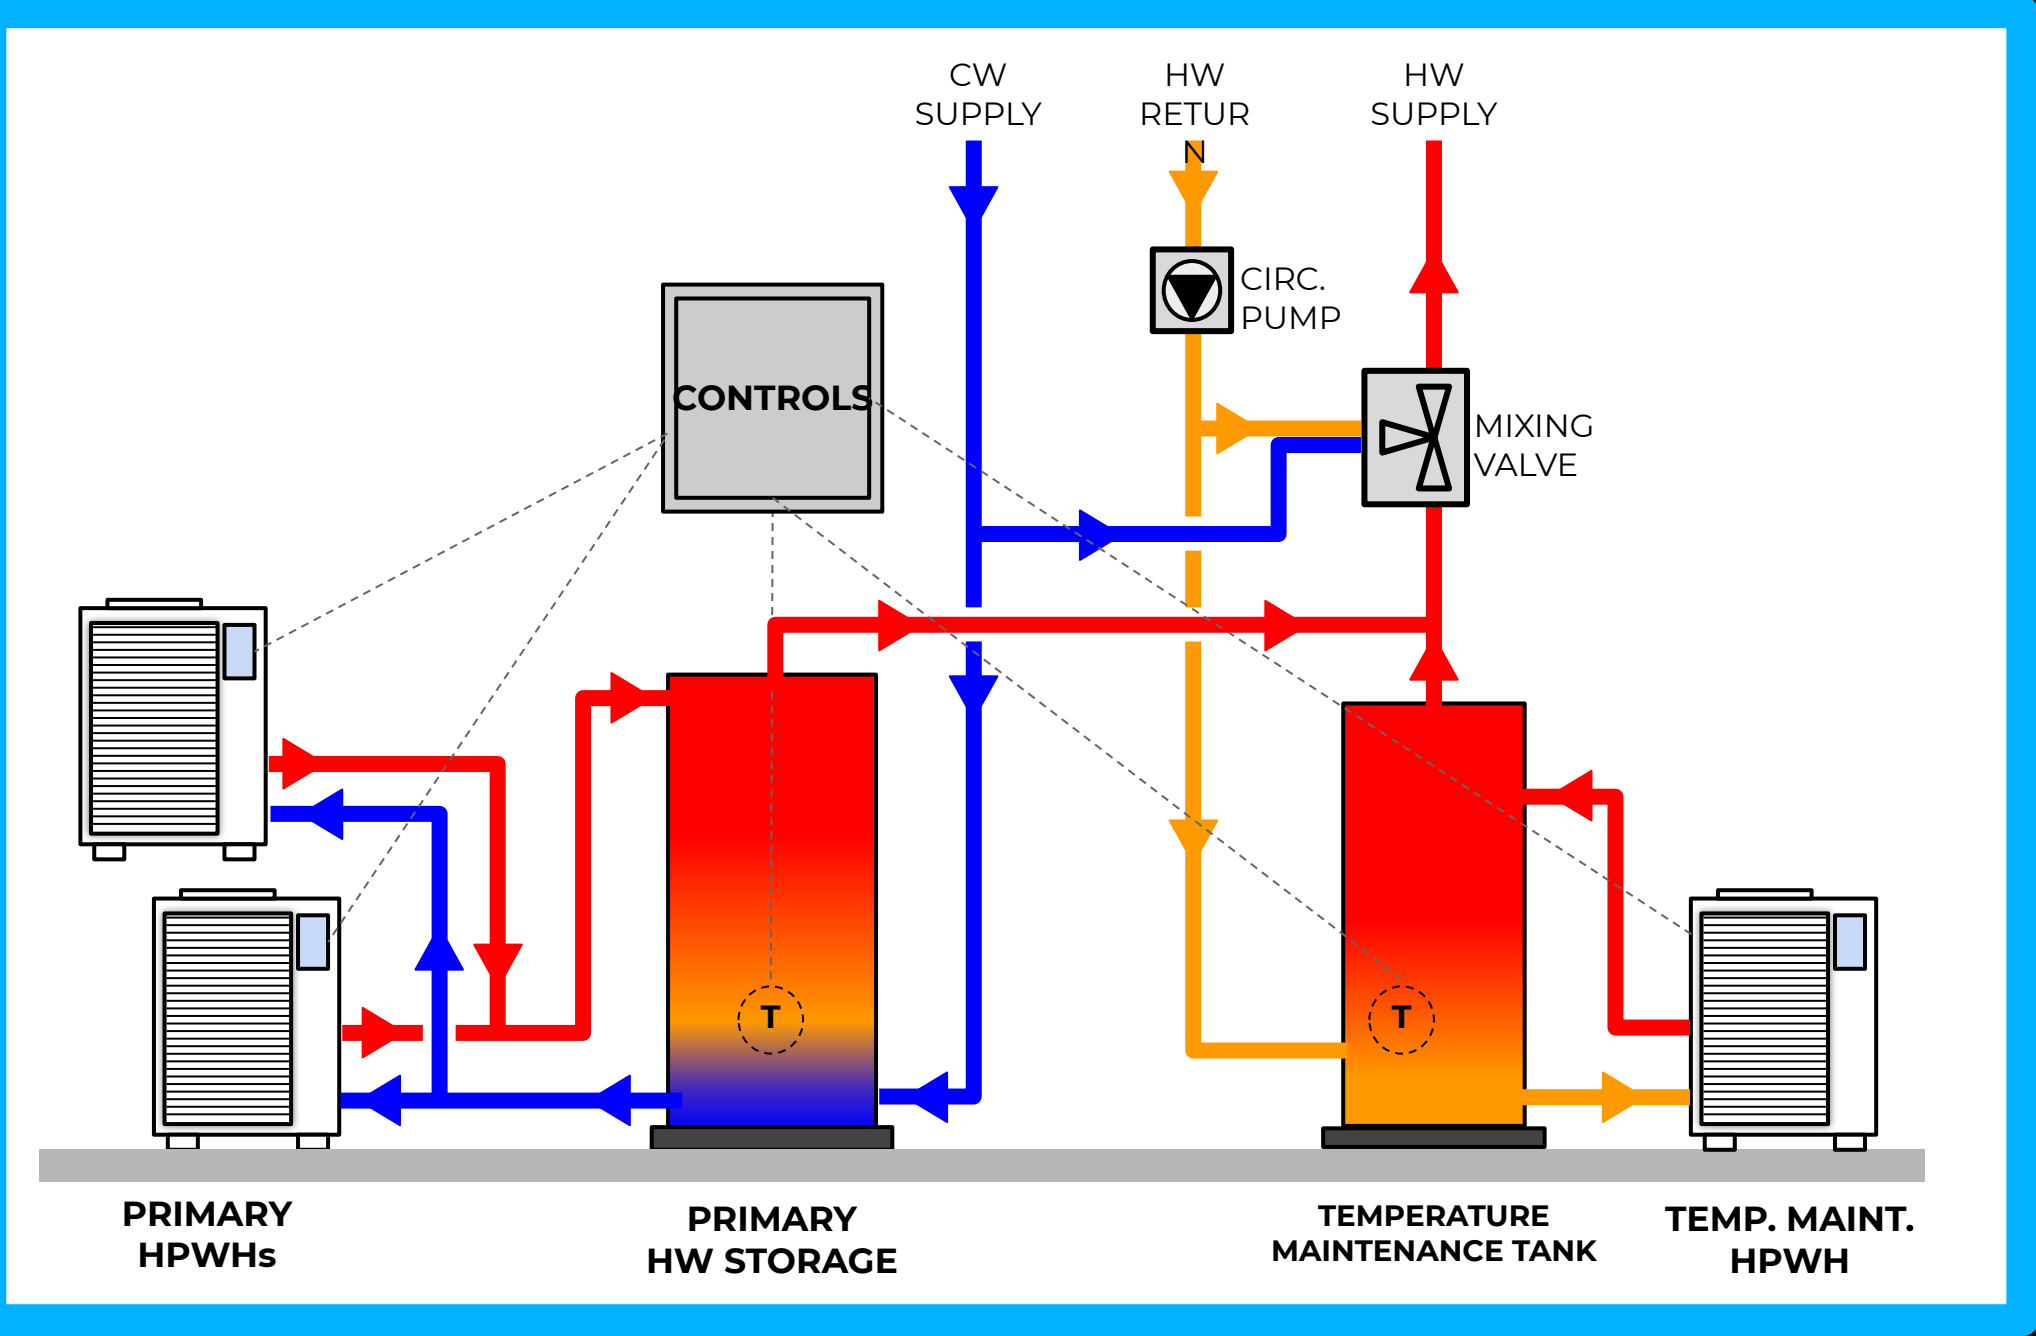 CW
SUPPLY
HW
RETUR
N
HW
SUPPLY
CIRC.
PUMP
CONTROLS
MIXING
VALVE
T
T
PRIMARY
HPWHs
PRIMARY
HW STORAGE
TEMPERATURE
MAINTENANCE TANK
TEMP. MAINT.
HPWH